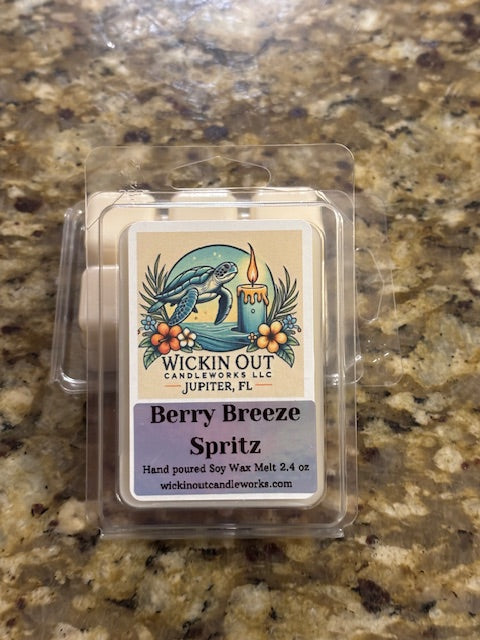 WICKIN OUT
CANDLEWORKS LLC
JUPITER, FL
Berry Breeze
Spritz
Hand poured Soy Wax Melt 2.4 oz
wickinoutcandleworks.com